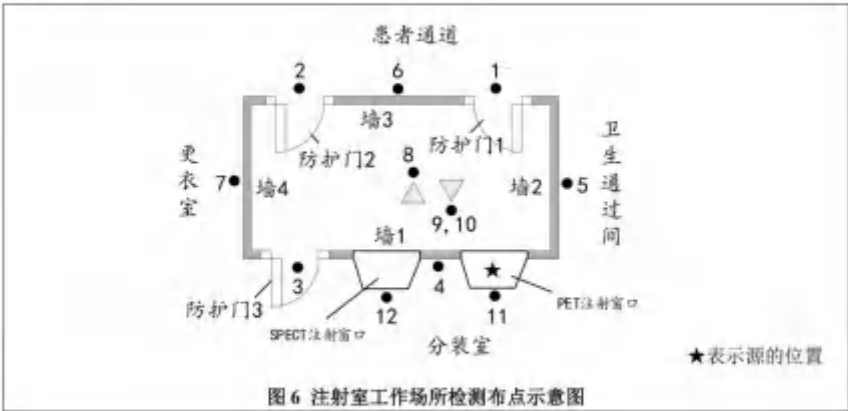 患者通道
2
6
1
墙3
防护门2
防护门1
8
更衣室
7
墙4
墙2
5
卫生通过间
9, 10
墙1
3
4
防护门3
12
11
SPECT注射窗口
PET注射窗口
分装室
★表示源的位置
图 6 注射室工作场所检测布点示意图